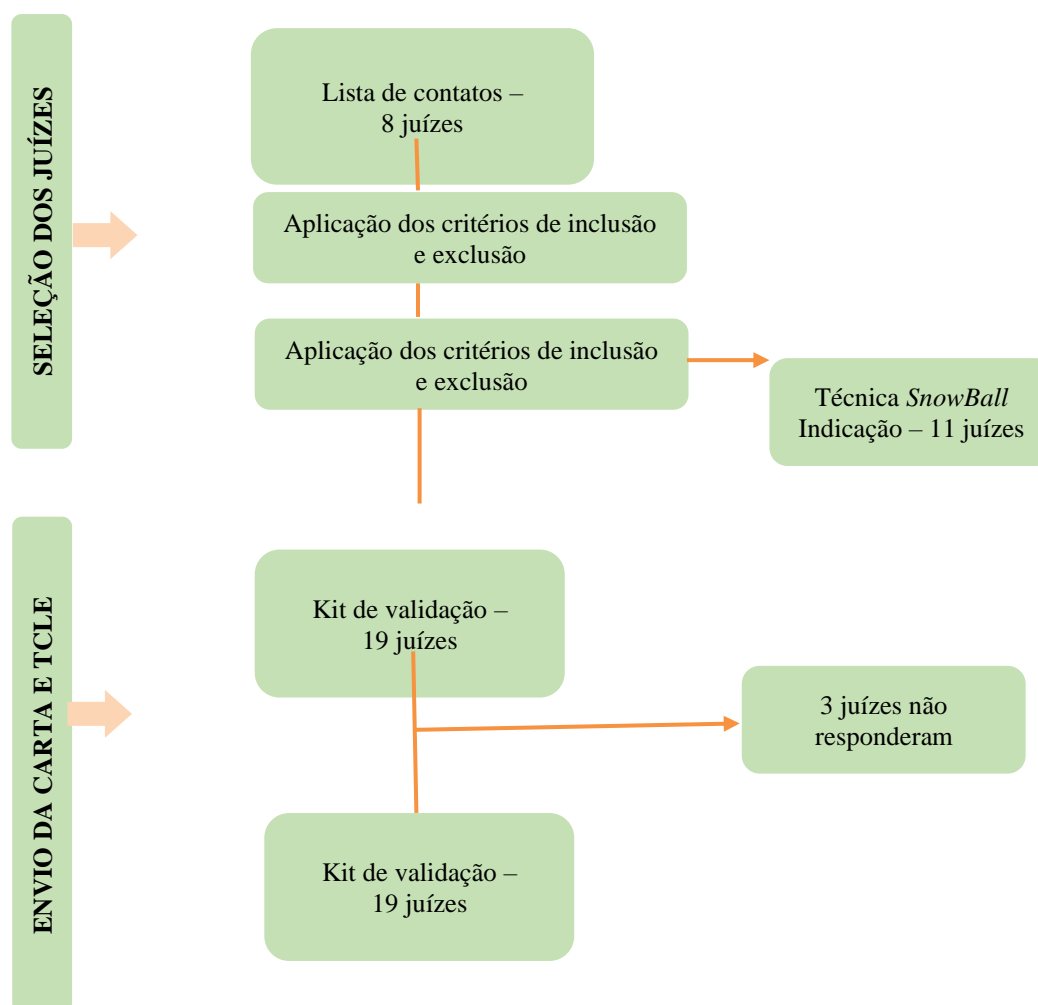 SELEÇÃO DOS JUÍZES
Lista de contatos –
8 juízes
Aplicação dos critérios de inclusão
e exclusão
Aplicação dos critérios de inclusão
e exclusão
Técnica SnowBall
Indicação – 11 juízes
ENVIO DA CARTA E TCLE
Kit de validação –
19 juízes
3 juízes não
responderam
Kit de validação –
19 juízes